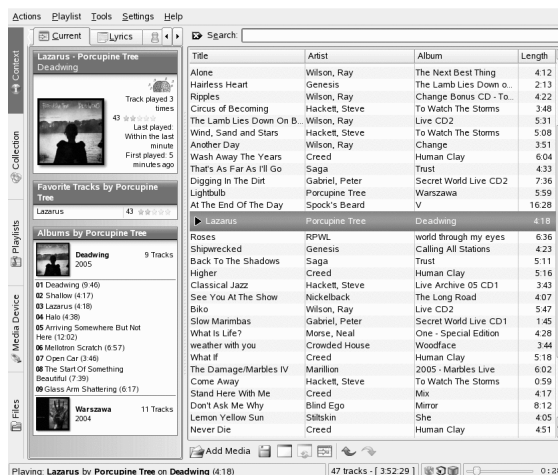 Actions Playlist Tools Settings Help
Current Lyrics
Search:
Context
Collection
Playlists
Media Device
Files
Lazarus - Porcupine Tree
Deadwing
Track played 3
times
43
Last played:
Within the last
minute
First played: 5
minutes ago
Favorite Tracks by Porcupine
Tree
Lazarus 43
Albums by Porcupine Tree
Deadwing 9 Tracks
2005
01 Deadwing (9:46)
02 Shallow (4:17)
03 Lazarus (4:18)
04 Halo (4:38)
05 Arriving Somewhere But Not
Here (12:02)
06 Mellotron Scratch (6:57)
07 Open Car (3:46)
08 The Start Of Something
Beautiful (7:39)
09 Glass Arm Shattering (6:17)
Warszawa 11 Tracks
2004
Title Artist Album Length
Alone Wilson, Ray The Next Best Thing 4:12
Hairless Heart Genesis The Lamb Lies Down o... 2:13
Ripples Wilson, Ray Change Bonus CD - To... 4:22
Circus of Becoming Hackett, Steve To Watch The Storms 3:48
The Lamb Lies Down On B... Wilson, Ray Live CD2 5:31
Wind, Sand and Stars Hackett, Steve To Watch The Storms 5:08
Another Day Wilson, Ray Change 3:51
Wash Away The Years Creed Human Clay 6:04
That's As Far As I'll Go Saga Trust 4:33
Digging In The Dirt Gabriel, Peter Secret World Live CD2 7:36
Lightbulb Porcupine Tree Warszawa 5:59
At The End Of The Day Spock's Beard V 16:28
Lazarus Porcupine Tree Deadwing 4:18
Roses RPWL world through my eyes 6:36
Shipwrecked Genesis Calling All Stations 4:23
Back To The Shadows Saga Trust 5:11
Higher Creed Human Clay 5:16
Classical Jazz Hackett, Steve Live Archive 05 CD1 3:43
See You At The Show Nickelback The Long Road 4:07
Biko Wilson, Ray Live CD2 5:47
Slow Marimbas Gabriel, Peter Secret World Live CD1 1:45
What Is Life? Morse, Neal One - Special Edition 4:28
weather with you Crowded House Woodface 3:44
What If Creed Human Clay 5:18
The Damage/Marbles IV Marillion 2005 - Marbles Live 6:02
Come Away Hackett, Steve To Watch The Storms 0:59
Stand Here With Me Creed Mix 4:17
Don't Ask Me Why Blind Ego Mirror 8:12
Lemon Yellow Sun Stiltskin She 4:05
Never Die Creed Human Clay 4:51
Add Media
Playing: Lazarus by Porcupine Tree on Deadwing (4:18) 47 tracks - [ 3:52:29 ]